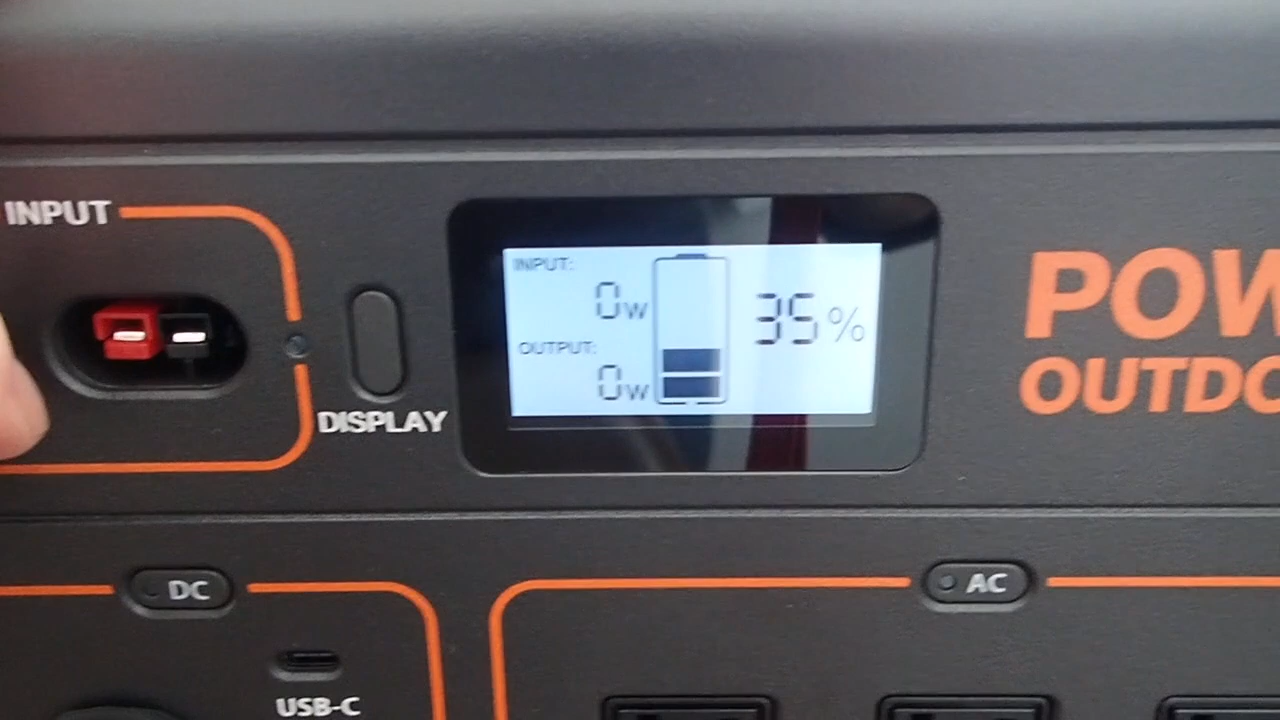 INPUT
INPUT:
0w
35%
OUTPUT:
0w
DISPLAY
POW
OUTDO
DC
AC
USB-C